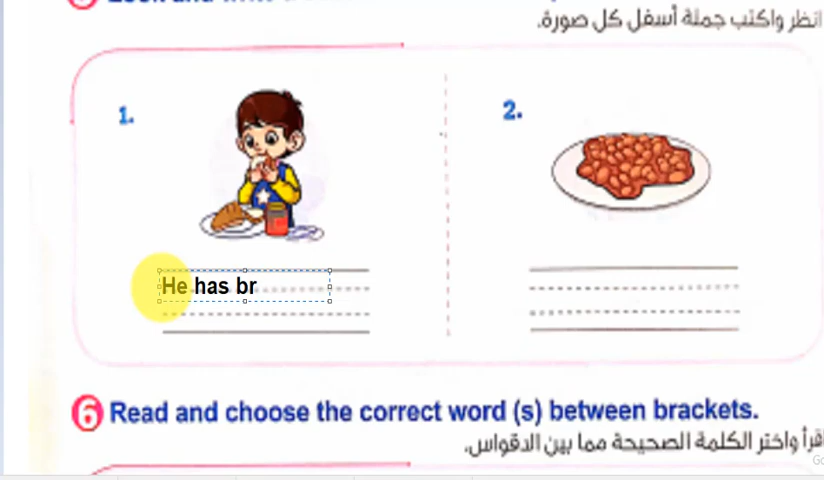 انظر واكتب جملة أسفل كل صورة.
1.
2.
He has br
6 Read and choose the correct word (s) between brackets.
اقرأ واختر الكلمة الصحيحة مما بين الاقواس.